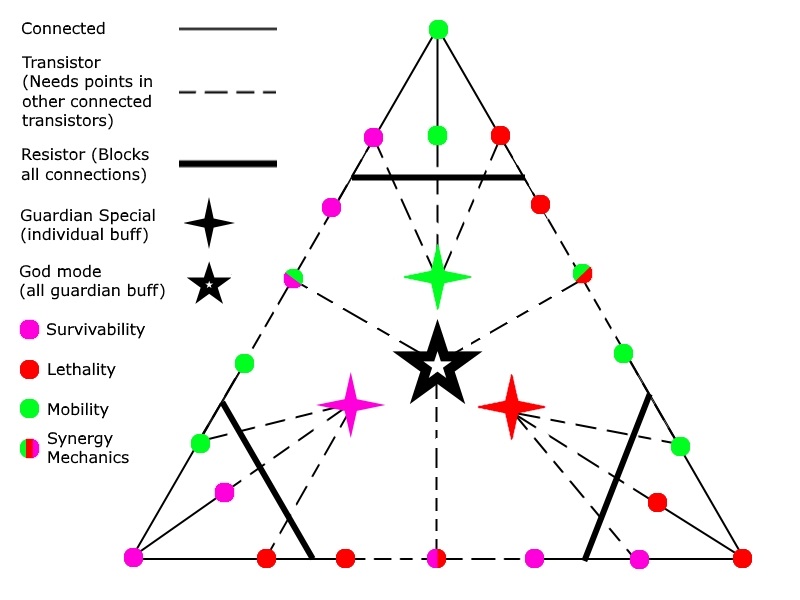 Connected
Transistor
(Needs points in
other connected
transistors)
Resistor (Blocks
all connections)
Guardian Special
(individual buff)
God mode
(all guardian buff)
Survivability
Lethality
Mobility
Synergy
Mechanics